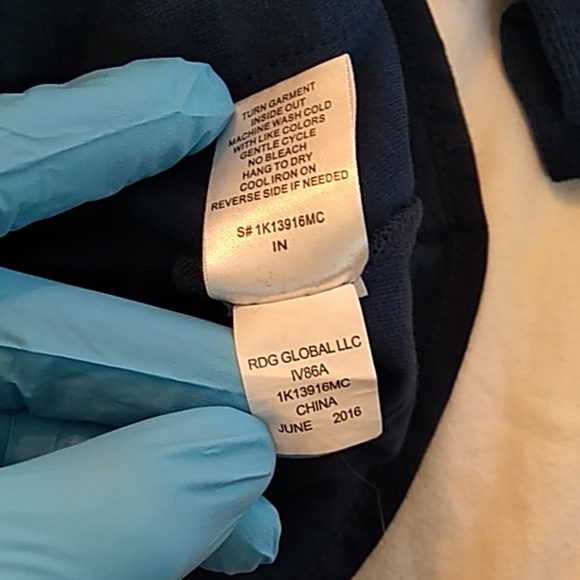 TURN GARMENT
INSIDE OUT
MACHINE WASH COLD
WITH LIKE COLORS
GENTLE CYCLE
NO BLEACH
HANG TO DRY
COOL IRON ON
REVERSE SIDE IF NEEDED
S# 1K13916MC
IN
RDG GLOBAL LLC
IV86A
1K13916MC
CHINA
JUNE 2016